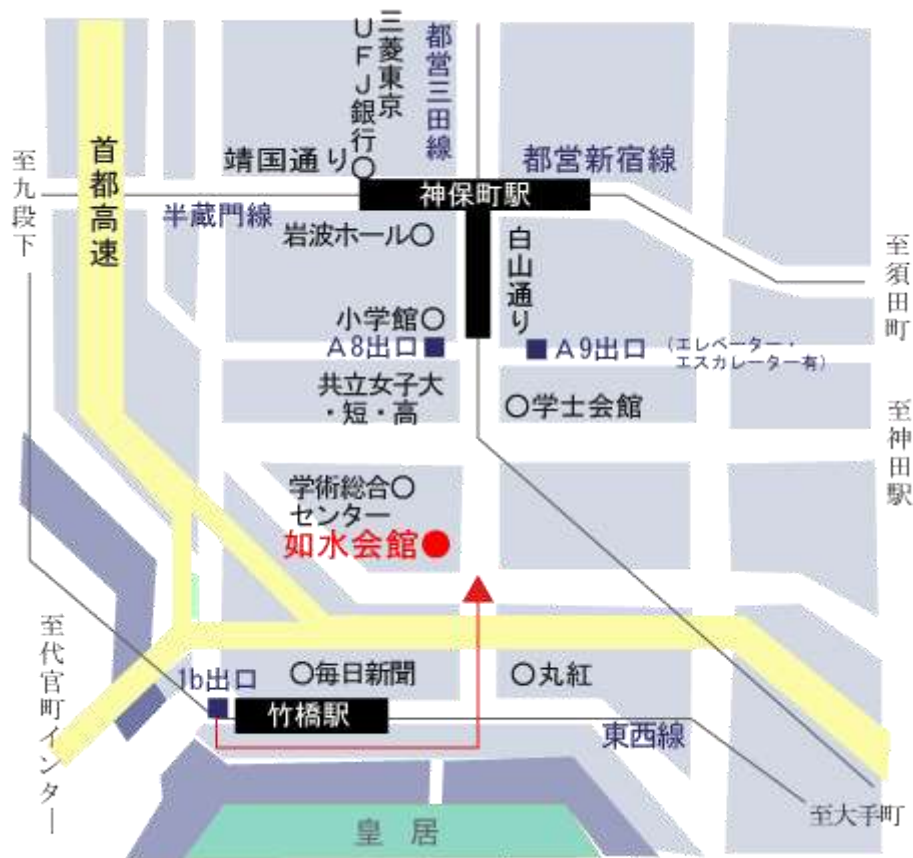 三菱東京
UFJ銀行
都営三田線
首都高速
至九段下
靖国通り
都営新宿線
神保町駅
半蔵門線
岩波ホール
白山通り
至須田町
小学館
A8出口
A9出口
(エレベーター・
エスカレーター有)
共立女子大
・短・高
学士会館
至神田駅
学術総合
センター
如水会館
至代官町インター
1b出口
毎日新聞
丸紅
竹橋駅
東西線
至大手町
皇居